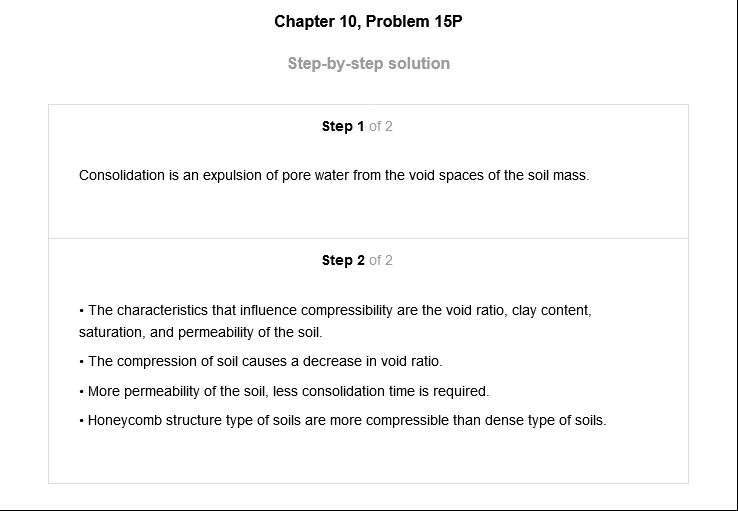 Chapter 10, Problem 15P
Step-by-step solution
Step 1 of 2
Consolidation is an expulsion of pore water from the void spaces of the soil mass.
Step 2 of 2
• The characteristics that influence compressibility are the void ratio, clay content,
saturation, and permeability of the soil.
• The compression of soil causes a decrease in void ratio.
• More permeability of the soil, less consolidation time is required.
• Honeycomb structure type of soils are more compressible than dense type of soils.